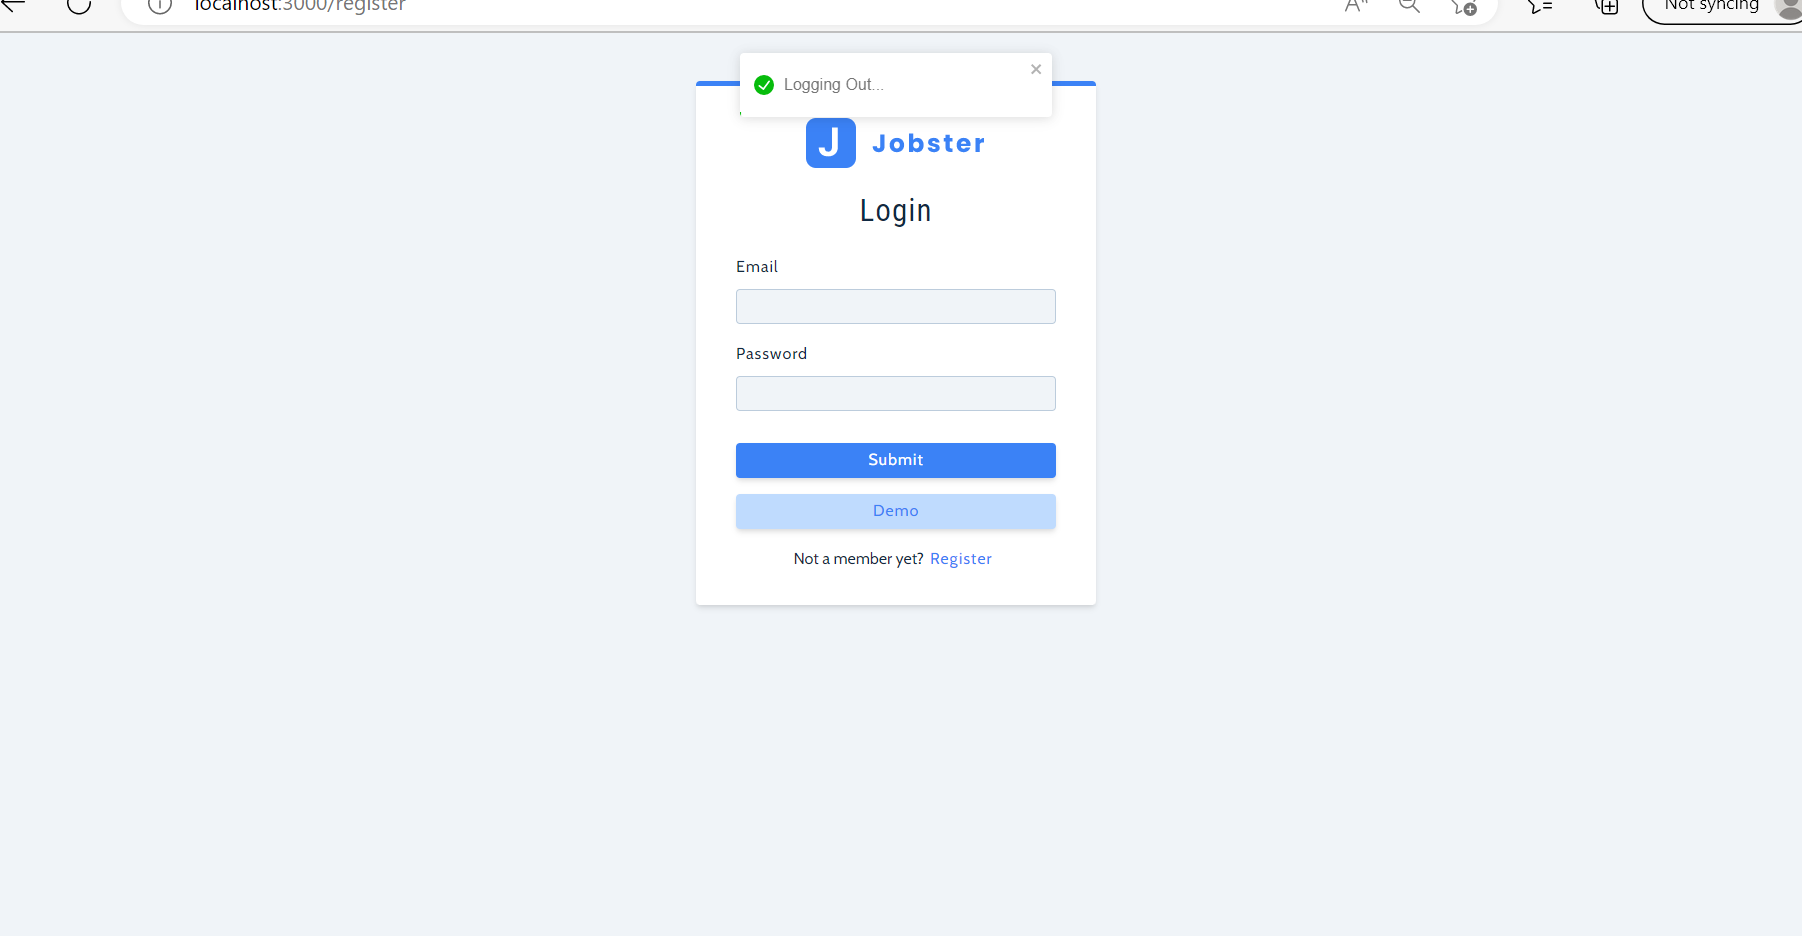 localhost:3000/register
Not syncing
Logging Out...
J Jobster
Login
Email
Password
Submit
Demo
Not a member yet? Register